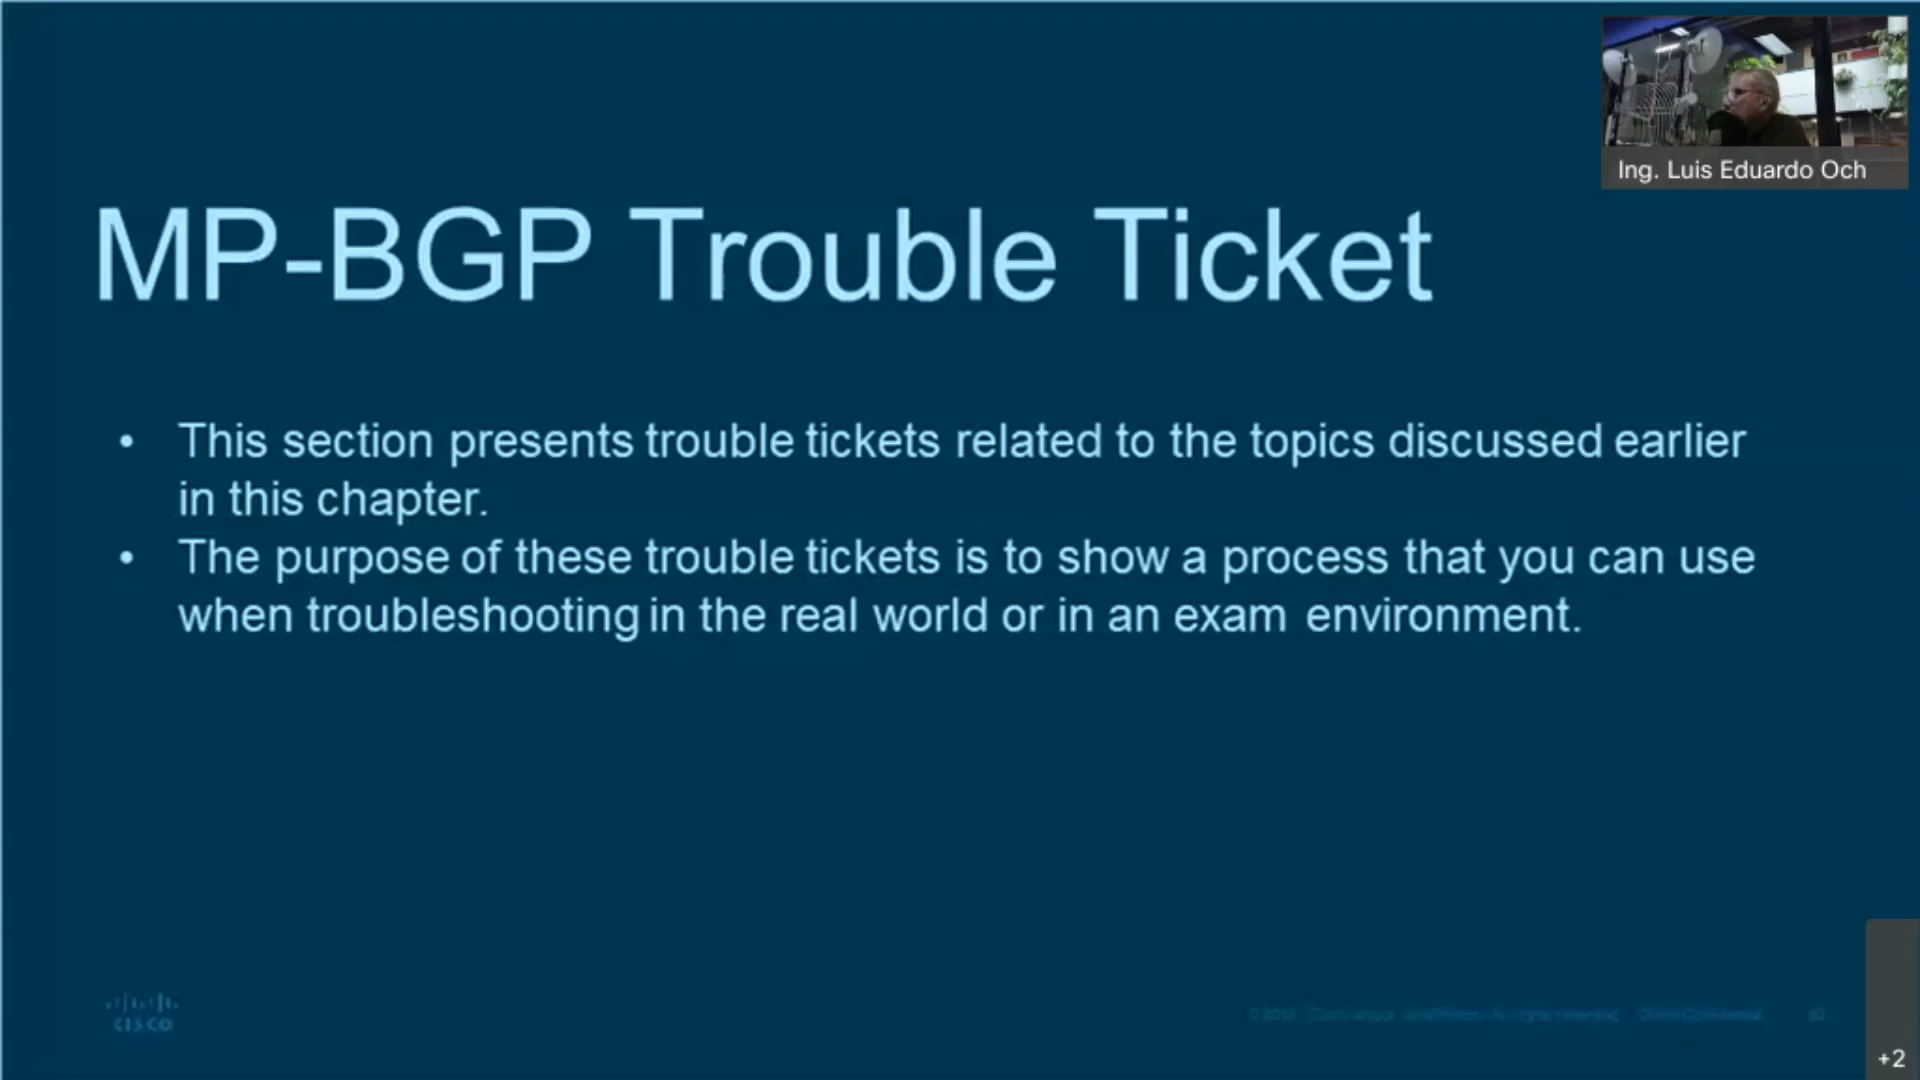 Ing. Luis Eduardo Och
MP-BGP Trouble Ticket
• This section presents trouble tickets related to the topics discussed earlier
in this chapter.
• The purpose of these trouble tickets is to show a process that you can use
when troubleshooting in the real world or in an exam environment.
CISCO
+2